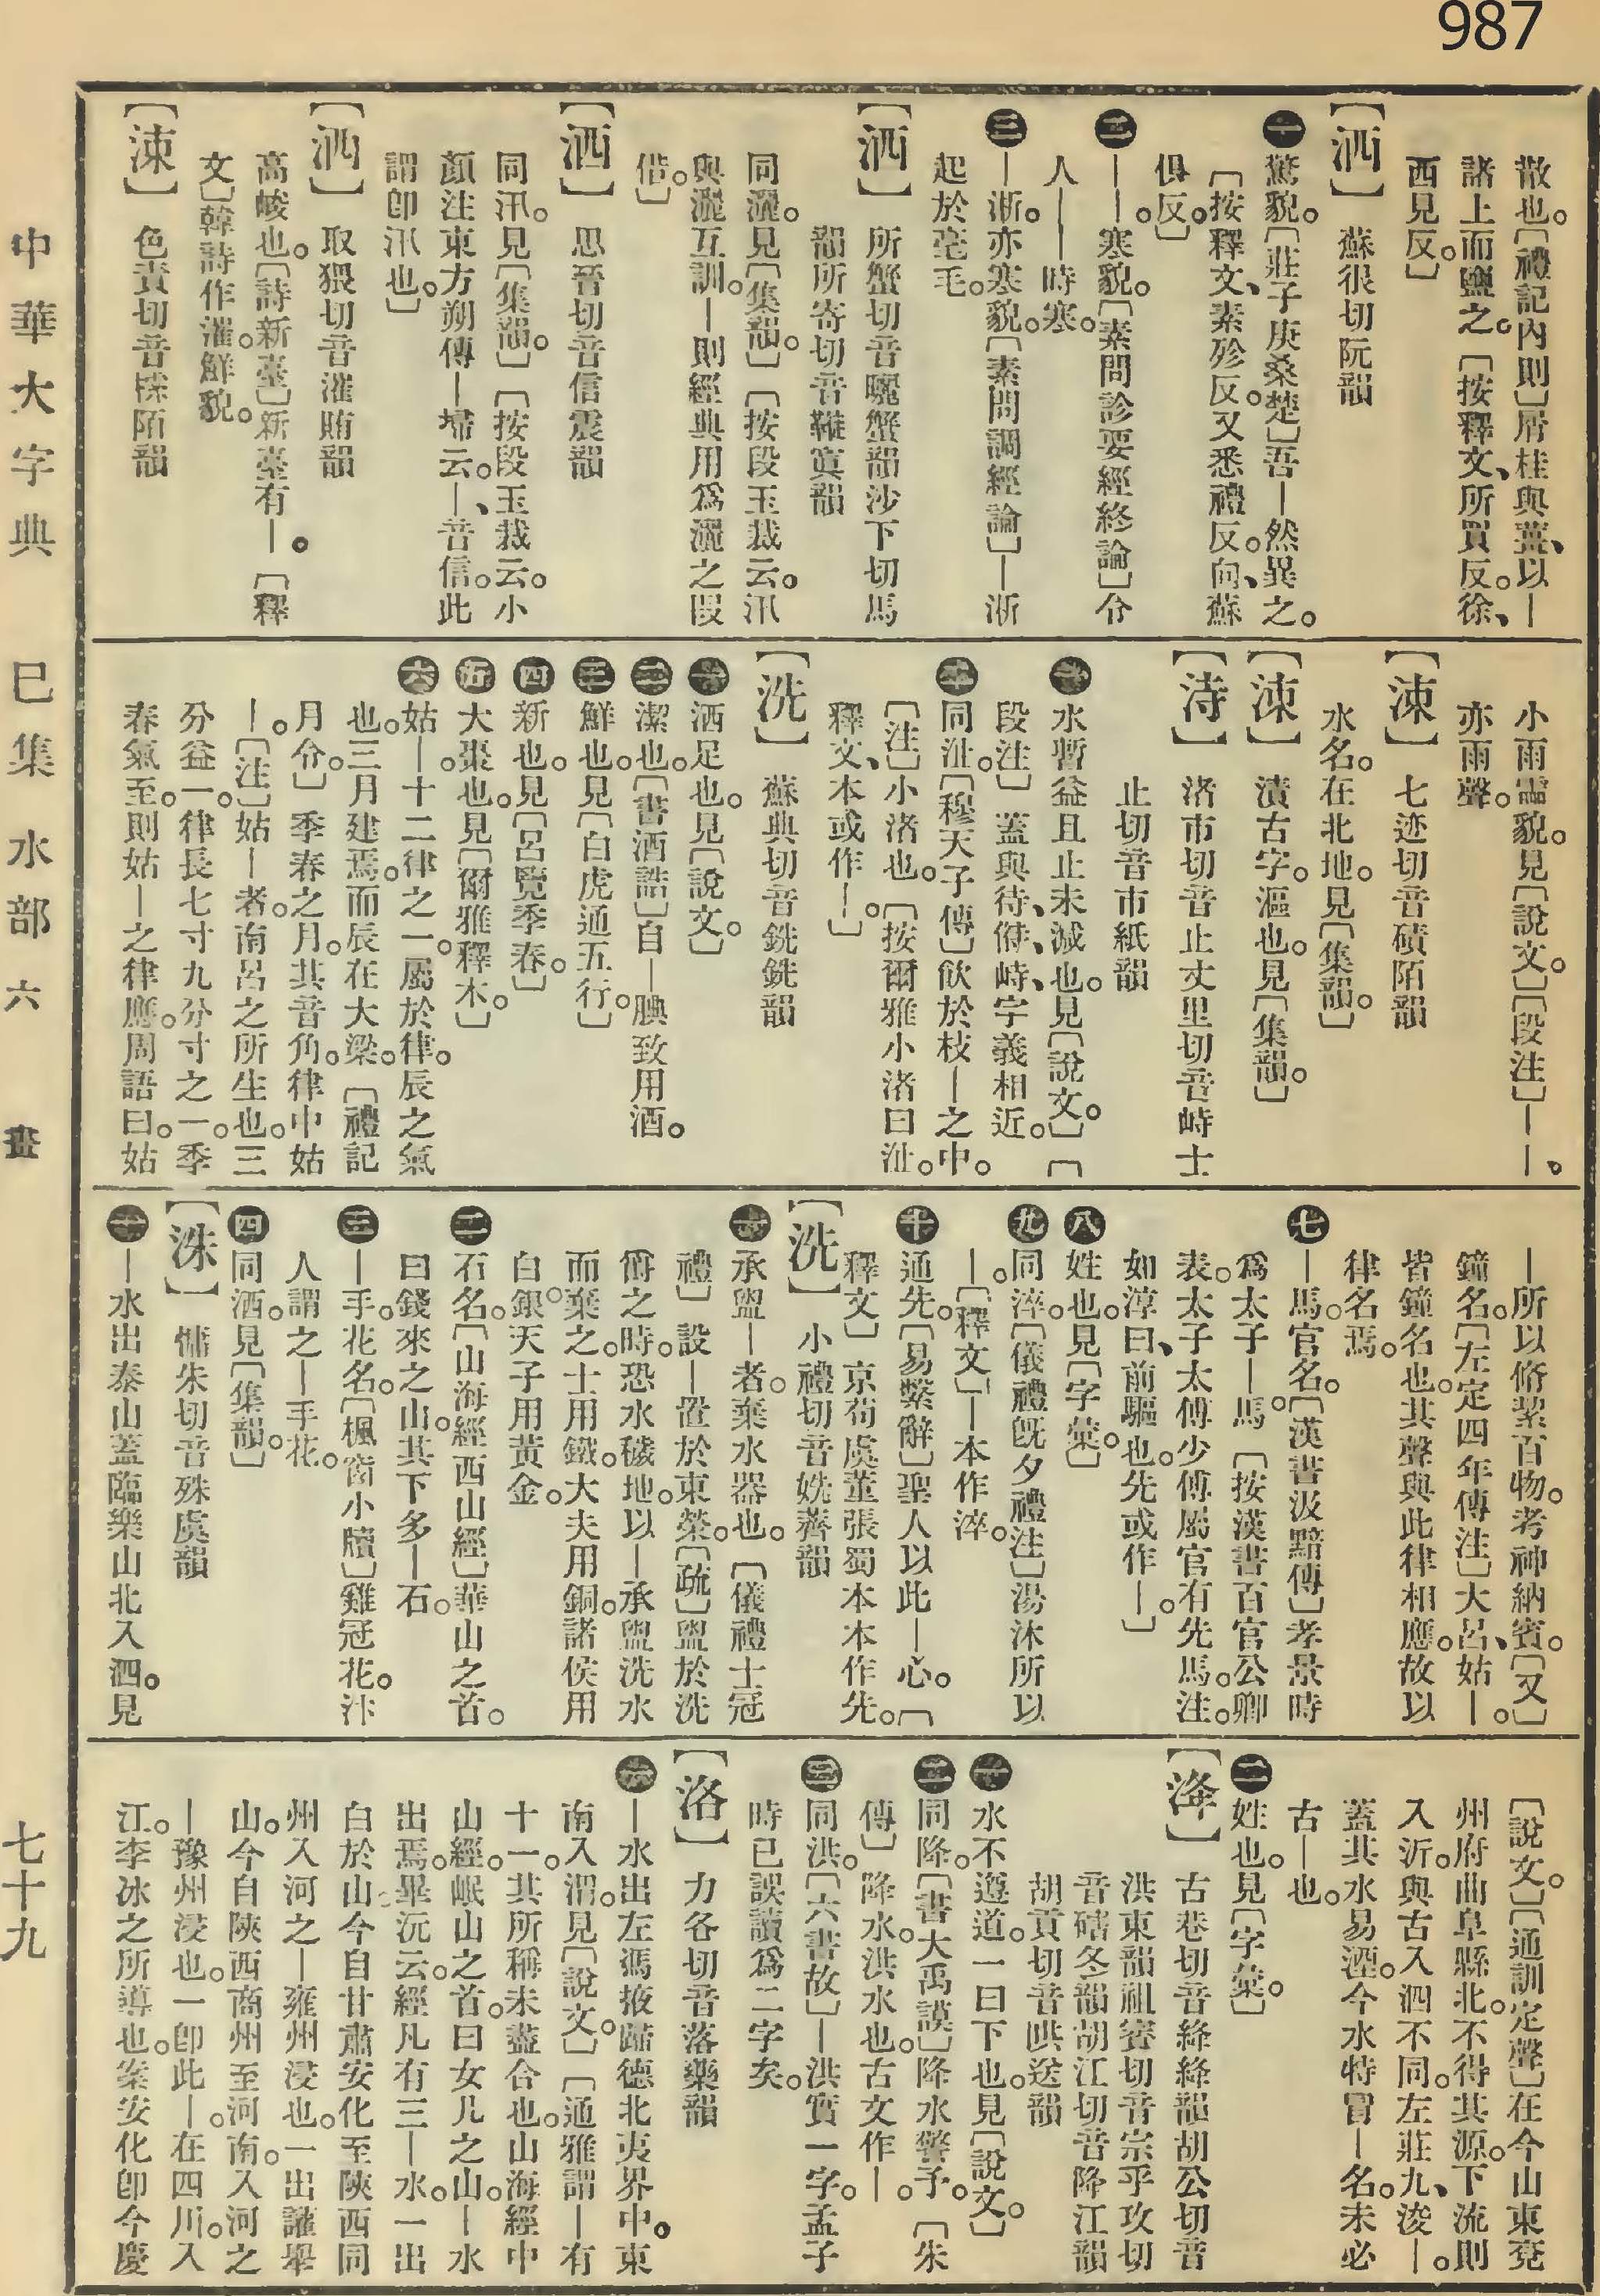 987
散也。〔禮記內則〕屑桂與薑、以—
諸上而鹽之。〔按釋文、所買反。徐、
西見反。〕
〔洒〕 蘇很切阮韻
一 驚貌。〔莊子庚桑楚〕吾—然異之。
〔按釋文、素殄反。又悉禮反。向、蘇
俱反。〕
二 ——。寒貌。〔素問診要經終論〕令
人——時寒。
三 —淅。亦寒貌。〔素問調經論〕—淅
起於毫毛。
〔洒〕 所蟹切音曬蟹韻沙下切馬
韻所寄切音韉寘韻
同灑。見〔集韻。〕〔按段玉裁云。汛
與灑互訓。—則經典用爲灑之叚
借。〕
〔洒〕 思晉切音信震韻
同汛。見〔集韻。〕〔按段玉裁云。小
顏注東方朔傳—埽云。—、音信。此
謂卽汛也。〕
〔洒〕 取猥切音漼賄韻
高峻也。〔詩新臺〕新臺有—。〔釋
文〕韓詩作漼。鮮貌。
〔洓〕 色責切音㮶陌韻
小雨霝貌。見〔說文。〕〔段注〕——。
亦雨聲。
〔洓〕 七迹切音磧陌韻
水名。在北地。見〔集韻。〕
〔洓〕 漬古字。漚也。見〔集韻。〕
〔洔〕 渚市切音止丈里切音峙士
止切音市紙韻
一 水暫益且止未減也。見〔說文。〕〔
段注〕 蓋與待、偫、峙、字義相近。
二 同沚。〔穆天子傳〕飮於枝—之中。
〔注〕小渚也。〔按爾雅小渚曰沚。
釋文、本或作—。〕
〔洗〕 蘇典切音銑銑韻
一 洒足也。見〔說文。〕
二 潔也。〔書酒誥〕自—腆致用酒。
三 鮮也。見〔白虎通五行。〕
四 新也。見〔呂覽季春。〕
五 大棗也。見〔爾雅釋木。〕
六 姑—。十二律之一。屬於律。辰之氣
也。三月建焉。而辰在大梁。〔禮記
月令〕 季春之月。其音角。律中姑
—。〔注〕姑—者。南呂之所生也。三
分益一。律長七寸九分寸之一。季
春氣至。則姑—之律應。周語曰。姑
—所以脩絜百物。考神納賓。〔又〕
鐘名。〔左定四年傳注〕大呂、姑—。
皆鐘名也。其聲與此律相應。故以
律名焉。
七 —馬。官名。〔漢書汲黯傳〕孝景時
爲太子—馬〔按漢書百官公卿
表。太子太傅少傅屬官有先馬。注。
如淳曰、前驅也。先或作—。〕
八 姓也。見〔字彙。〕
九 同淬。〔儀禮旣夕禮注〕湯沐所以
—。〔釋文〕—本作淬。
十 通先。〔易繫辭〕聖人以此—心。〔
釋文〕 京荀虞董張蜀本本作先。
〔洗〕 小禮切音姺薺韻
一 承盥—者。棄水器也。〔儀禮士冠
禮〕 設—置於東榮。〔疏〕盥於洗
爵之時。恐水穢地。以—承盥洗水
而棄之。士用鐵。大夫用銅。諸侯用
白銀。天子用黃金。
二 石名。〔山海經西山經〕華山之首。
曰錢來之山。其下多—石。
三 —手。花名。〔楓窗小牘〕雞冠花。汴
人謂之—手花。
四 同洒。見〔集韻。〕
〔洙〕 慵朱切音殊虞韻
一 —水出泰山蓋臨樂山北入泗。見
〔說文。〕〔通訓定聲〕在今山東兗
州府曲阜縣北。不得其源。下流則
入沂。與古入泗不同。左莊九、浚—。
蓋其水易湮。今水特冒—名。未必
古—也。
二 姓也。見〔字彙。〕
〔洚〕 古巷切音絳絳韻胡公切音
洪東韻祖賨切音宗乎攻切
音䃔冬韻胡江切音降江韻
胡貢切音哄送韻
一 水不遵道。一曰下也。見〔說文。〕
二 同降。〔書大禹謨〕降水儆予。〔朱
傳〕 降水。洪水也。古文作—。
三 同洪。〔六書故〕—洪實一字。孟子
時已誤讀爲二字矣。
〔洛〕 力各切音落藥韻
一 —水出左馮掖歸德北夷界中。東
南入渭。見〔說文。〕〔通雅謂—有
十一。其所稱未盡合也。山海經中
山經。岷山之首。曰女几之山。—水
出焉。畢沅云。經凡有三—水。一出
白於山今自甘肅安化至陝西同
州入河之—。雍州浸也。一出讙舉
山。今自陝西商州至河南。入河之
—豫州浸也。一卽此—。在四川。入
江。李冰之所導也。案安化卽今慶
中華大字典 巳集 水部 六 畫
七十九